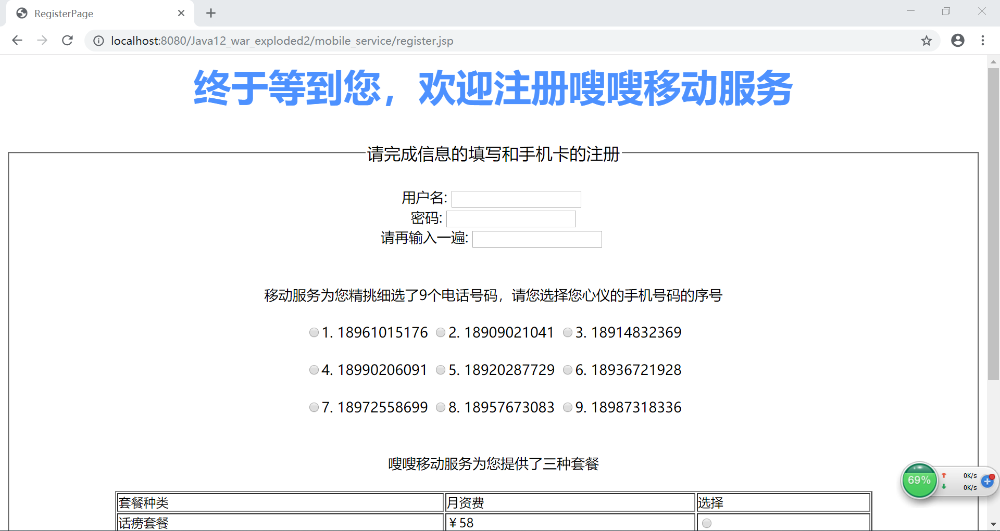 RegisterPage
localhost:8080/Java12_war_exploded2/mobile_service/register.jsp
终于等到您，欢迎注册嗖嗖移动服务
请完成信息的填写和手机卡的注册
用户名:
密码:
请再输入一遍:
移动服务为您精挑细选了9个电话号码，请您选择您心仪的手机号码的序号
1. 18961015176 2. 18909021041 3. 18914832369
4. 18990206091 5. 18920287729 6. 18936721928
7. 18972558699 8. 18957673083 9. 18987318336
嗖嗖移动服务为您提供了三种套餐
套餐种类 月资费 选择
话痨套餐 ￥58
69% 0K/s
0K/s